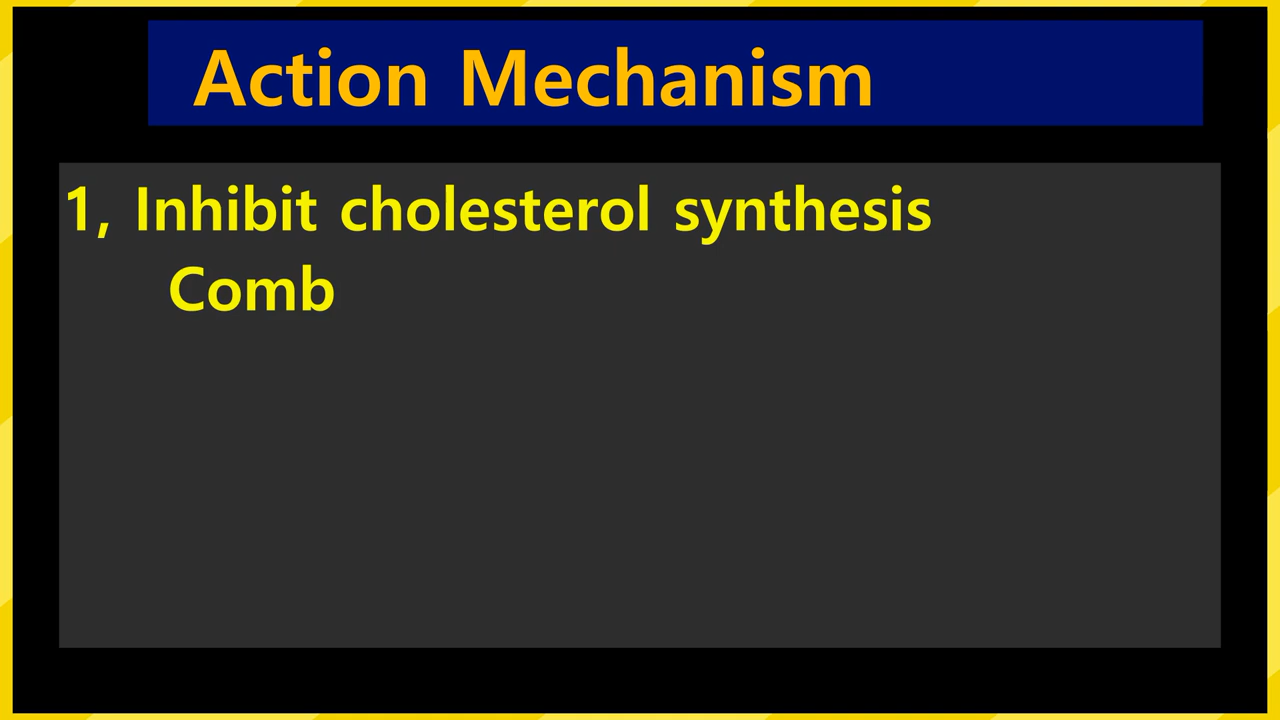 Action Mechanism
1, Inhibit cholesterol synthesis
Comb